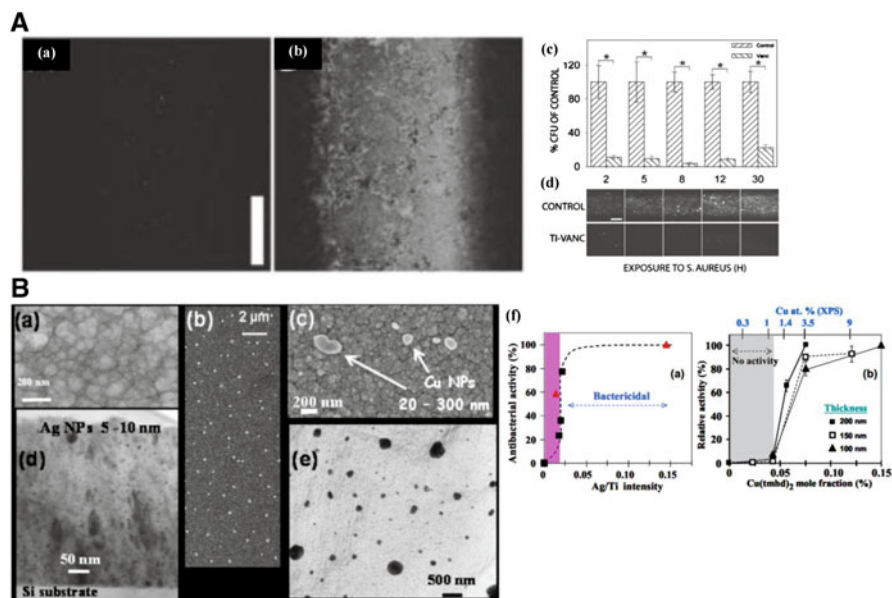 A
(a)
(b)
(c)
Control
Vanc
* * * * *
% CFU OF CONTROL
120
80
40
0
2 5 8 12 30
(d)
CONTROL
TI-VANC
EXPOSURE TO S. AUREUS (H)
B
(a)
200 nm
(b)
2 μm
(c)
Cu NPs
20 - 300 nm
200 nm
Ag NPs 5-10 nm
(d)
50 nm
Si substrate
(e)
500 nm
(f)
Antibacterial activity (%)
100
80
60
40
20
0
(a)
Bactericidal
0.00 0.05 0.10 0.15
Ag/Ti intensity
Cu at. % (XPS)
0.3 1 1.4 3.5 9
Relative activity (%)
100
80
60
40
20
0
No activity
(b)
Thickness
200 nm
150 nm
100 nm
0.00 0.05 0.10 0.15
Cu(tmhd)2 mole fraction (%)